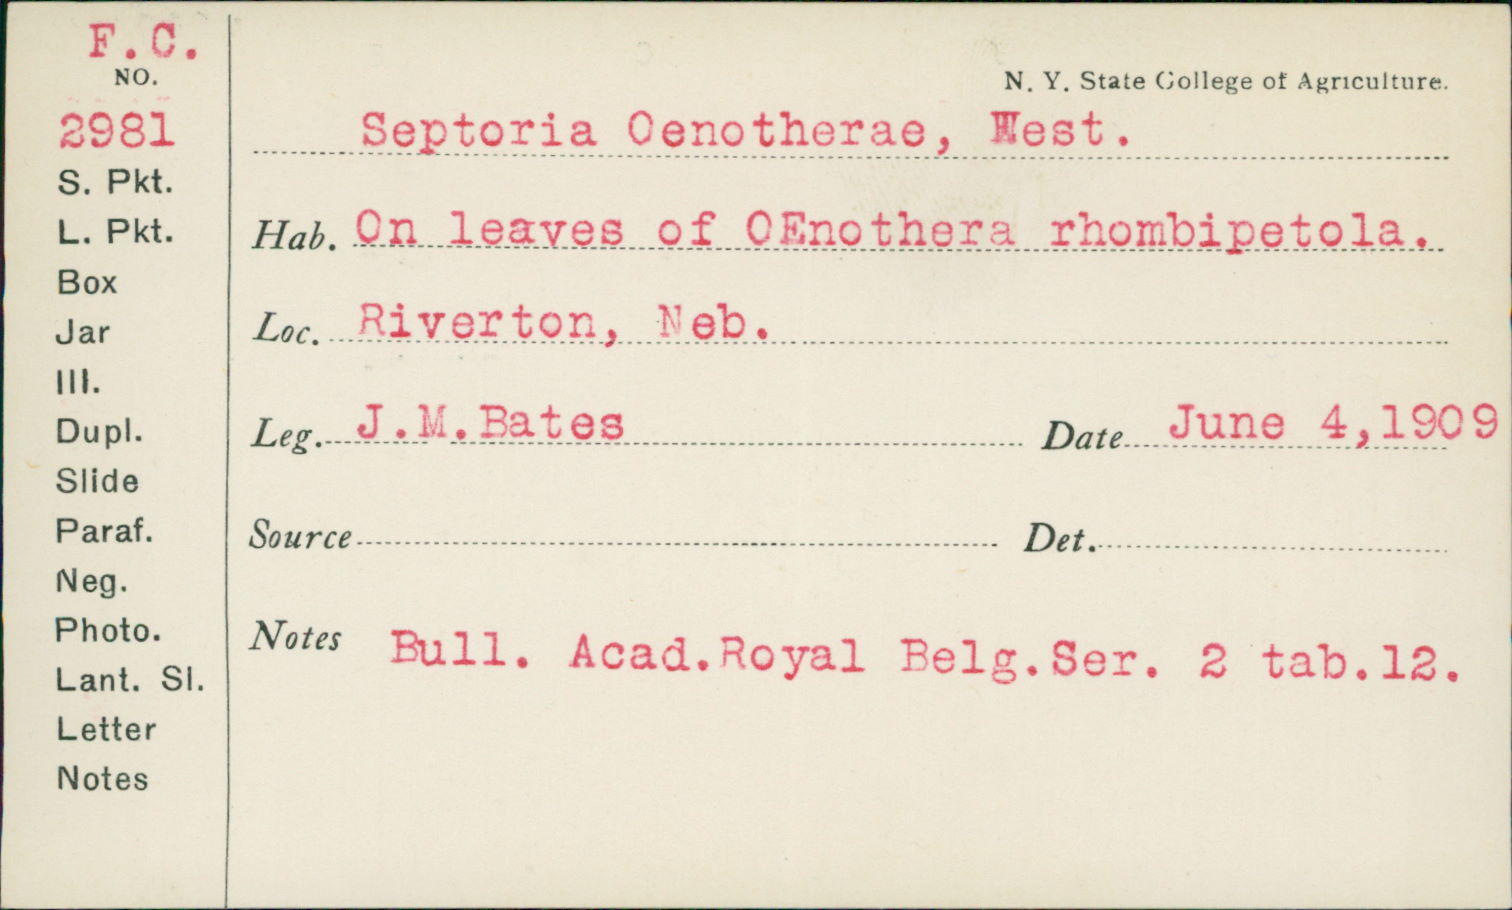 F.C.
NO.
2981
S. Pkt.
L. Pkt.
Box
Jar
Ill.
Dupl.
Slide
Paraf.
Neg.
Photo.
Lant. Sl.
Letter
Notes
N. Y. State College of Agriculture.
Septoria Oenotherae, West.
Hab. On leaves of OEnothera rhombipetola.
Loc. Riverton, Neb.
Leg. J.M.Bates Date June 4,1909
Source Det.
Notes Bull. Acad.Royal Belg.Ser. 2 tab.12.